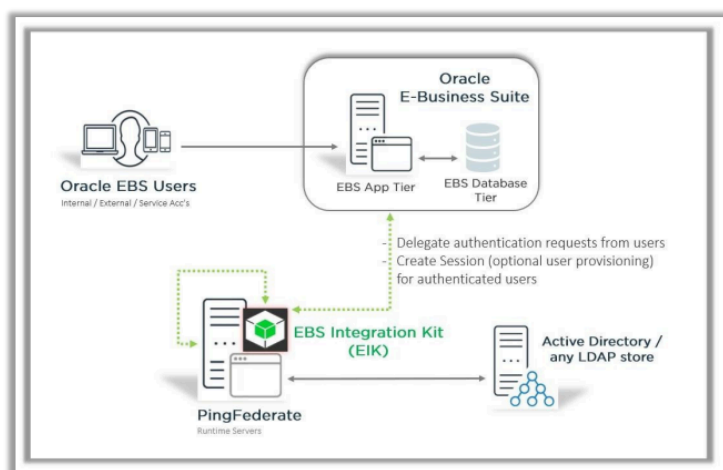 Oracle
E-Business Suite
Oracle EBS Users
Internal / External / Service Acc's
EBS App Tier
EBS Database
Tier
- Delegate authentication requests from users
- Create Session (optional user provisioning)
for authenticated users
EBS Integration Kit
(EIK)
Active Directory /
any LDAP store
PingFederate
Runtime Servers